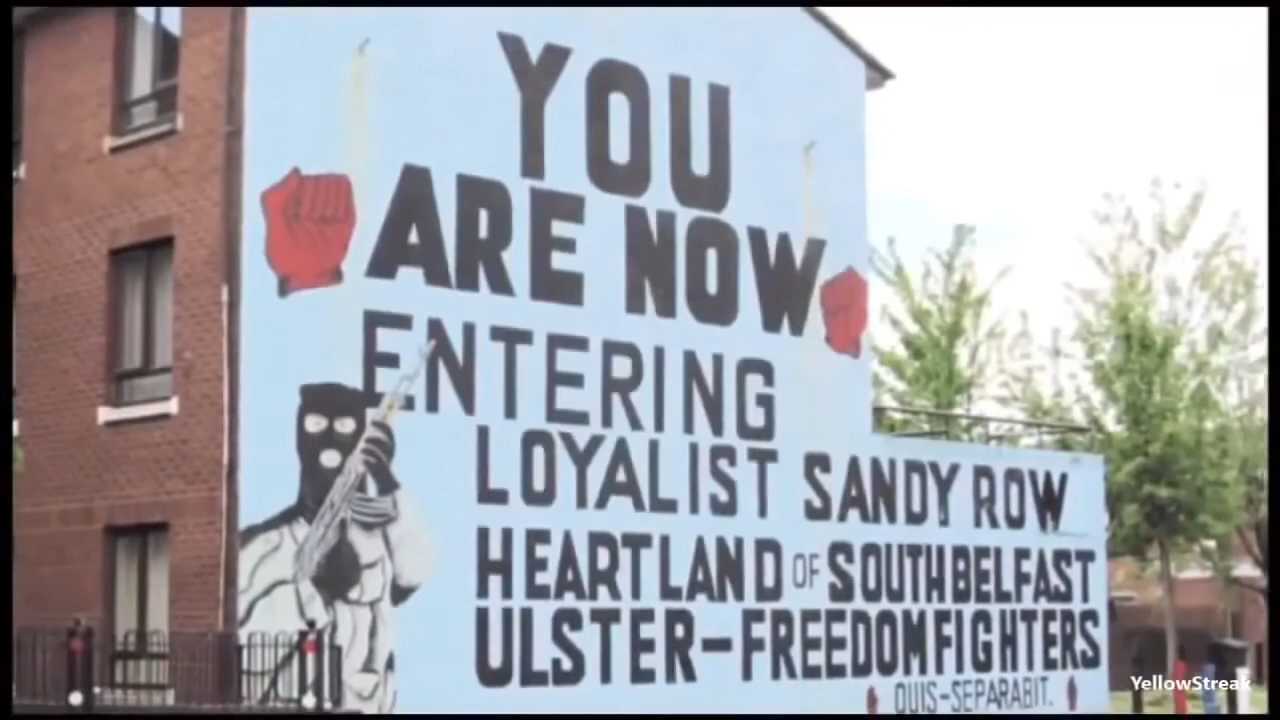 YOU
ARE NOW
ENTERING
LOYALIST SANDY ROW
HEARTLAND OF SOUTH BELFAST
ULSTER-FREEDOM FIGHTERS
QUIS-SEPARABIT.
YellowStreak